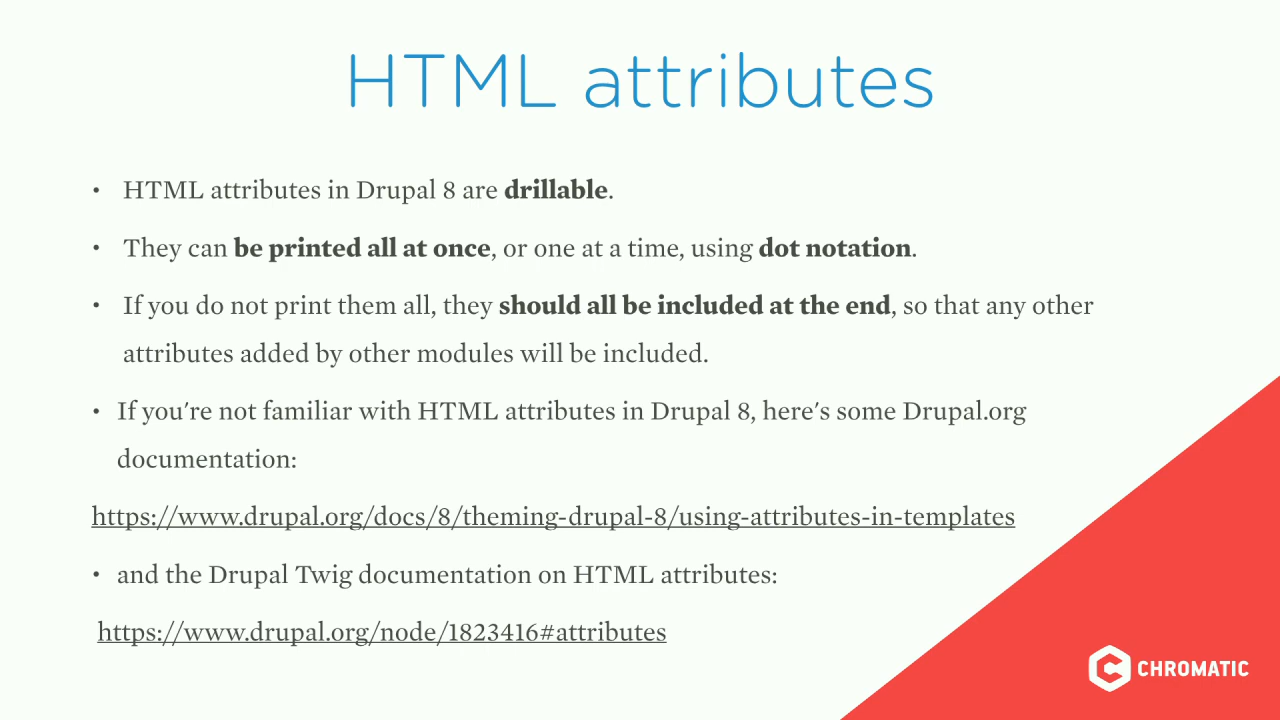 HTML attributes
• HTML attributes in Drupal 8 are drillable.
• They can be printed all at once, or one at a time, using dot notation.
• If you do not print them all, they should all be included at the end, so that any other
attributes added by other modules will be included.
• If you're not familiar with HTML attributes in Drupal 8, here's some Drupal.org
documentation:
https://www.drupal.org/docs/8/theming-drupal-8/using-attributes-in-templates
• and the Drupal Twig documentation on HTML attributes:
https://www.drupal.org/node/1823416#attributes
CHROMATIC